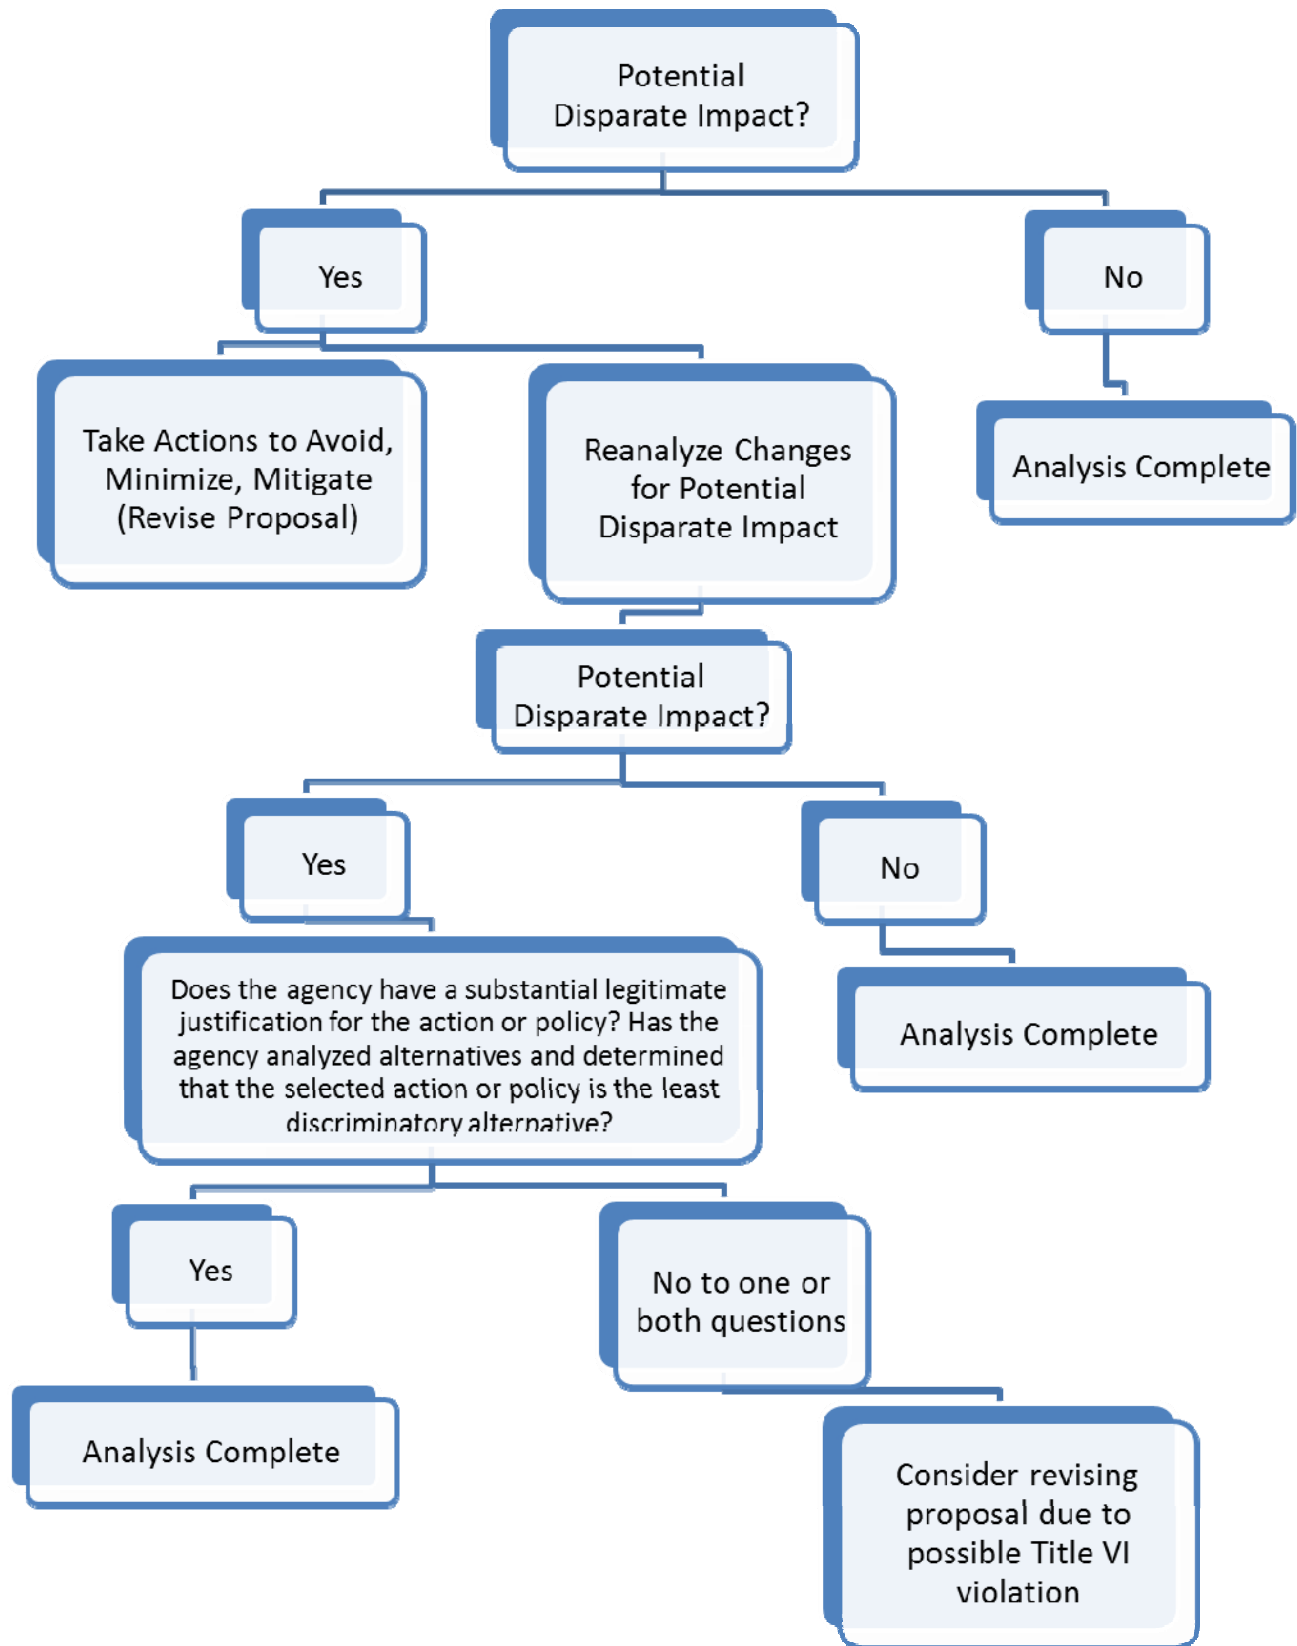 Potential
Disparate Impact?
Yes
No
Take Actions to Avoid,
Minimize, Mitigate
(Revise Proposal)
Reanalyze Changes
for Potential
Disparate Impact
Analysis Complete
Potential
Disparate Impact?
Yes
No
Does the agency have a substantial legitimate
justification for the action or policy? Has the
agency analyzed alternatives and determined
that the selected action or policy is the least
discriminatory alternative?
Analysis Complete
Yes
No to one or
both questions
Analysis Complete
Consider revising
proposal due to
possible Title VI
violation